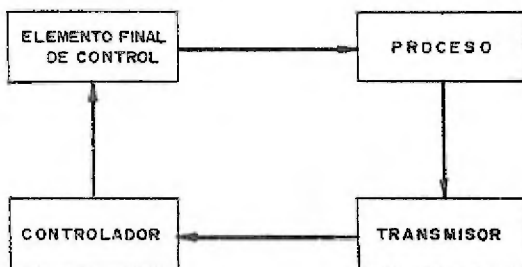 ELEMENTO FINAL
DE CONTROL
PROCESO
CONTROLADOR
TRANSMISOR